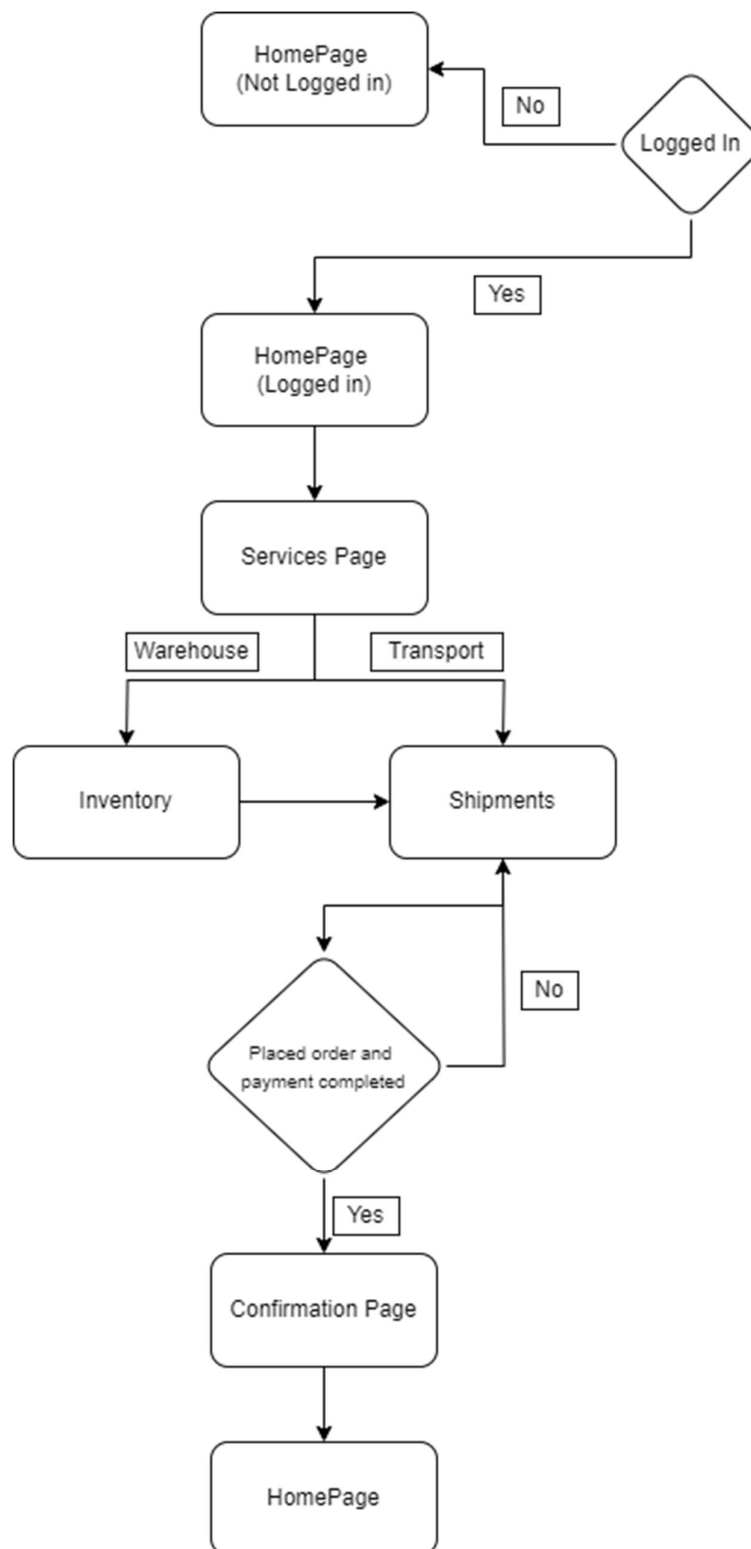 HomePage
(Not Logged in)
No
Logged In
Yes
HomePage
(Logged in)
Services Page
Warehouse
Transport
Inventory
Shipments
No
Placed order and
payment completed
Yes
Confirmation Page
HomePage